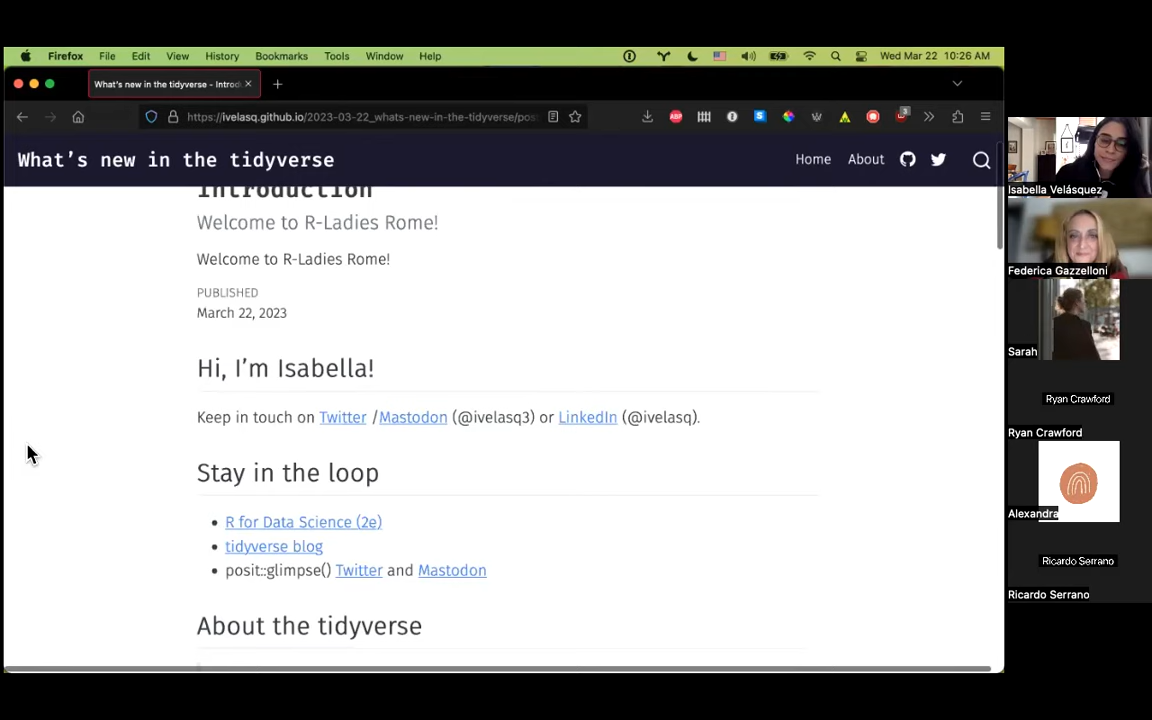 Firefox File Edit View History Bookmarks Tools Window Help Wed Mar 22 10:26 AM
What's new in the tidyverse - Introd
https://ivelasq.github.io/2023-03-22_whats-new-in-the-tidyverse/pos
3
What's new in the tidyverse Home About
Introduction
Welcome to R-Ladies Rome!
Welcome to R-Ladies Rome!
PUBLISHED
March 22, 2023
Hi, I'm Isabella!
Keep in touch on Twitter /Mastodon (@ivelasq3) or LinkedIn (@ivelasq).
Stay in the loop
R for Data Science (2e)
tidyverse blog
posit::glimpse() Twitter and Mastodon
About the tidyverse
Isabella Velásquez
Federica Gazzelloni
Sarah
Ryan Crawford
Ryan Crawford
Alexandra
Ricardo Serrano
Ricardo Serrano